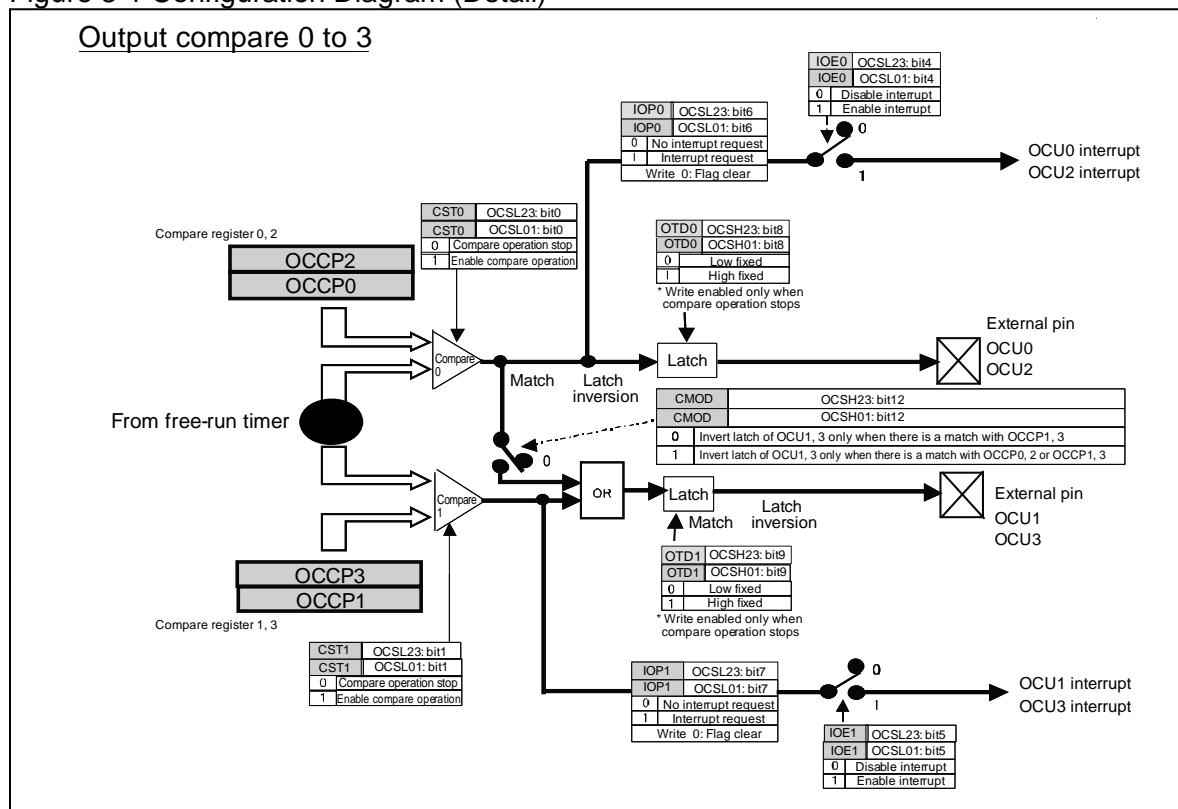 Figure 3-1 Configuration Diagram (Detail)
Output compare 0 to 3
IOE0 OCSL23: bit4
IOE0 OCSL01: bit4
0 Disable interrupt
1 Enable interrupt
IOP0 OCSL23: bit6
IOP0 OCSL01: bit6
0 No interrupt request
1 Interrupt request
Write 0: Flag clear
0
1
OCU0 interrupt
OCU2 interrupt
CST0 OCSL23: bit0
CST0 OCSL01: bit0
0 Compare operation stop
1 Enable compare operation
OTD0 OCSH23: bit8
OTD0 OCSH01: bit8
0 Low fixed
1 High fixed
* Write enabled only when
compare operation stops
Compare register 0, 2
OCCP2
OCCP0
Compare
0
Match
Latch
inversion
Latch
External pin
OCU0
OCU2
CMOD OCSH23: bit12
CMOD OCSH01: bit12
0 Invert latch of OCU1, 3 only when there is a match with OCCP1, 3
1 Invert latch of OCU1, 3 only when there is a match with OCCP0, 2 or OCCP1, 3
From free-run timer
0
Compare
1
OR
Latch
Match
Latch
inversion
External pin
OCU1
OCU3
OTD1 OCSH23: bit9
OTD1 OCSH01: bit9
0 Low fixed
1 High fixed
* Write enabled only when
compare operation stops
OCCP3
OCCP1
Compare register 1, 3
CST1 OCSL23: bit1
CST1 OCSL01: bit1
0 Compare operation stop
1 Enable compare operation
IOP1 OCSL23: bit7
IOP1 OCSL01: bit7
0 No interrupt request
1 Interrupt request
Write 0: Flag clear
0
1
OCU1 interrupt
OCU3 interrupt
IOE1 OCSL23: bit5
IOE1 OCSL01: bit5
0 Disable interrupt
1 Enable interrupt